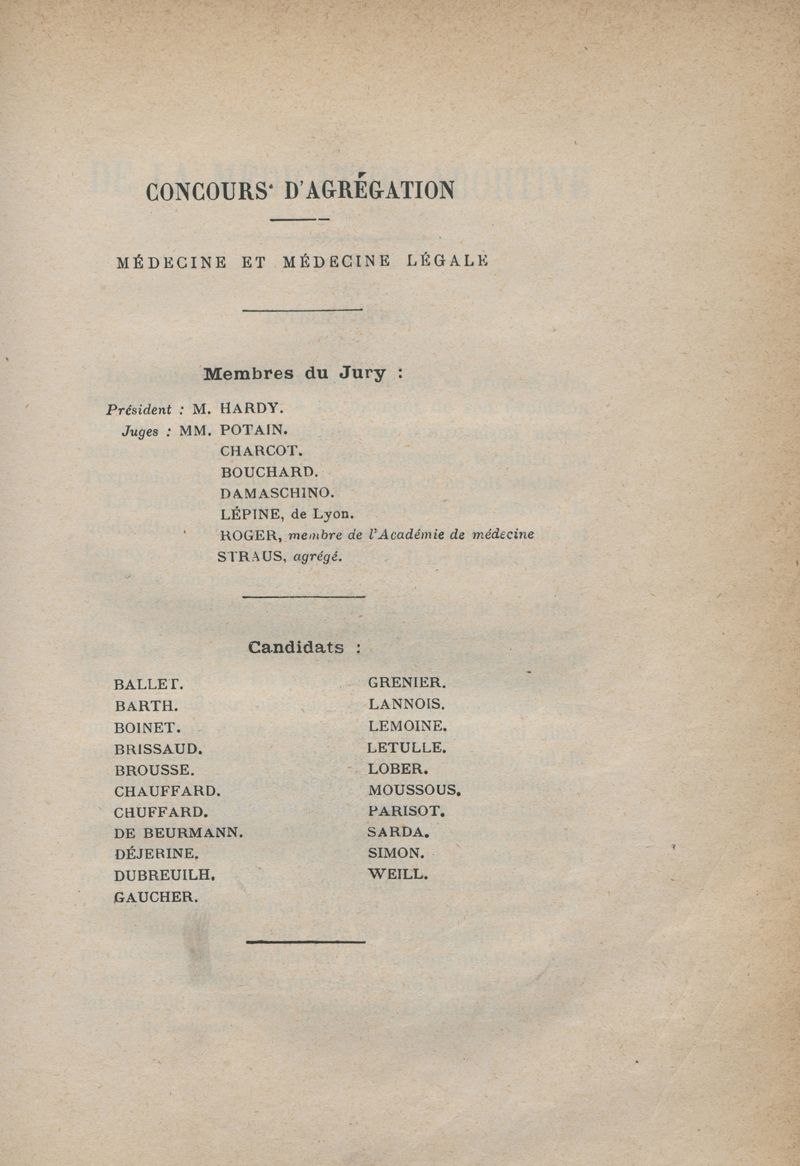 CONCOURS D'AGRÉGATION
MÉDECINE ET MÉDECINE LÉGALE
Membres du Jury :
Président : M. HARDY.
Juges : MM. POTAIN.
CHARCOT.
BOUCHARD.
DAMASCHINO.
LÉPINE, de Lyon.
ROGER, membre de l'Académie de médecine
STRAUS, agrégé.
Candidats :
BALLET.
BARTH.
BOINET.
BRISSAUD.
BROUSSE.
CHAUFFARD.
CHUFFARD.
DE BEURMANN.
DÉJERINE.
DUBREUILH.
GAUCHER.
GRENIER.
LANNOIS.
LEMOINE.
LETULLE.
LOBER.
MOUSSOUS.
PARISOT.
SARDA.
SIMON.
WEILL.